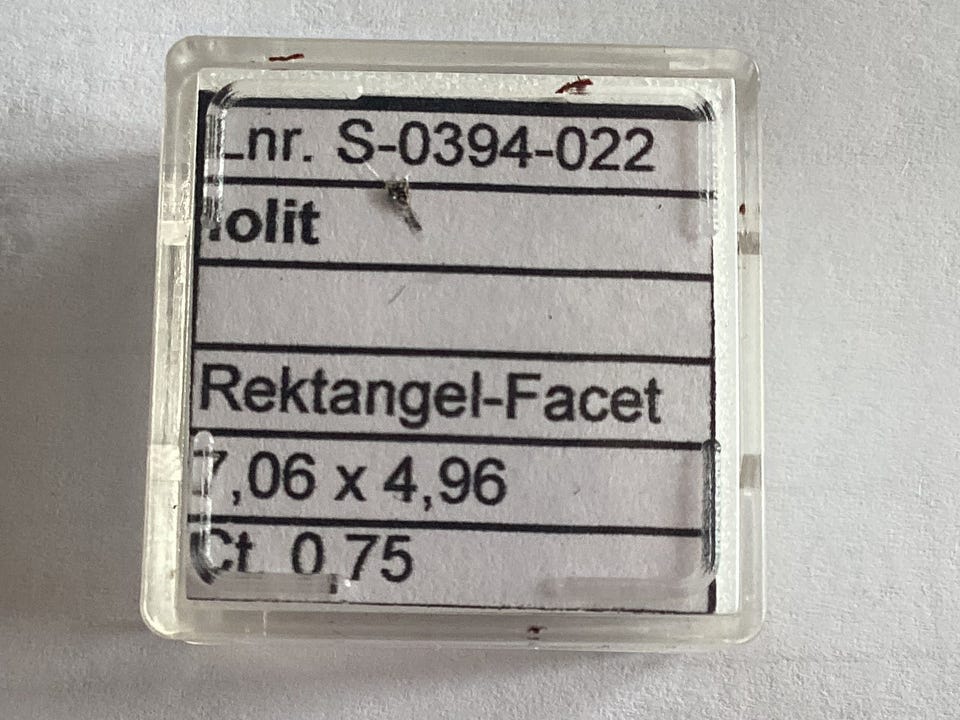 Lnr. S-0394-022
Iolit
Rektangel-Facet
7,06 x 4,96
Ct. 0,75